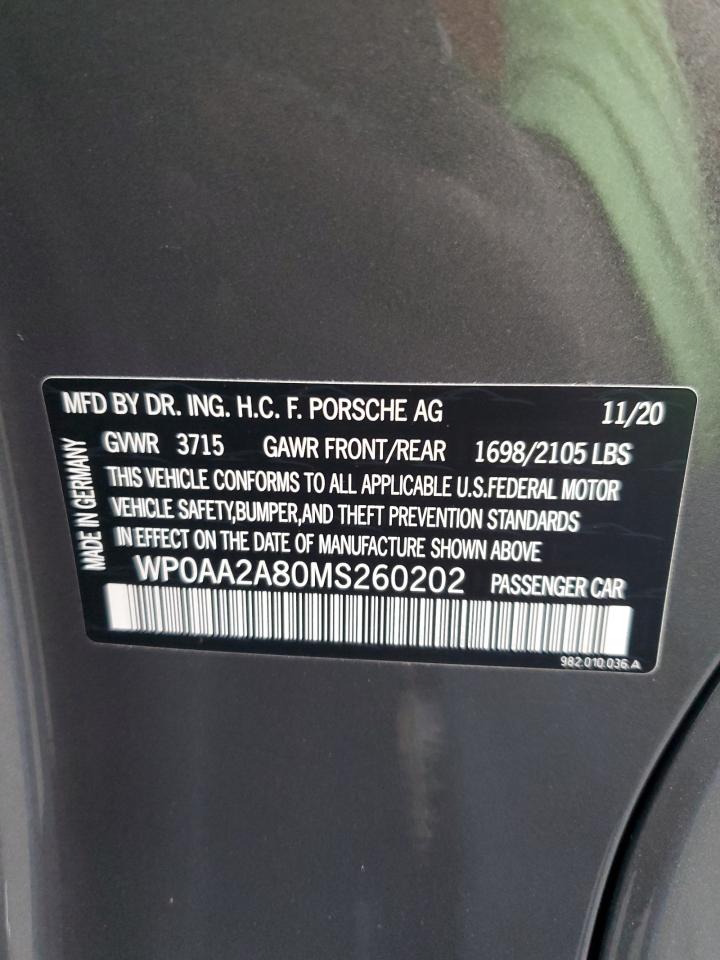 MFD BY DR. ING. H.C. F. PORSCHE AG 11/20
GVWR 3715 GAWR FRONT/REAR 1698/2105 LBS
THIS VEHICLE CONFORMS TO ALL APPLICABLE U.S.FEDERAL MOTOR
VEHICLE SAFETY,BUMPER,AND THEFT PREVENTION STANDARDS
IN EFFECT ON THE DATE OF MANUFACTURE SHOWN ABOVE
MADE IN GERMANY
WP0AA2A80MS260202 PASSENGER CAR
982.010.036.A